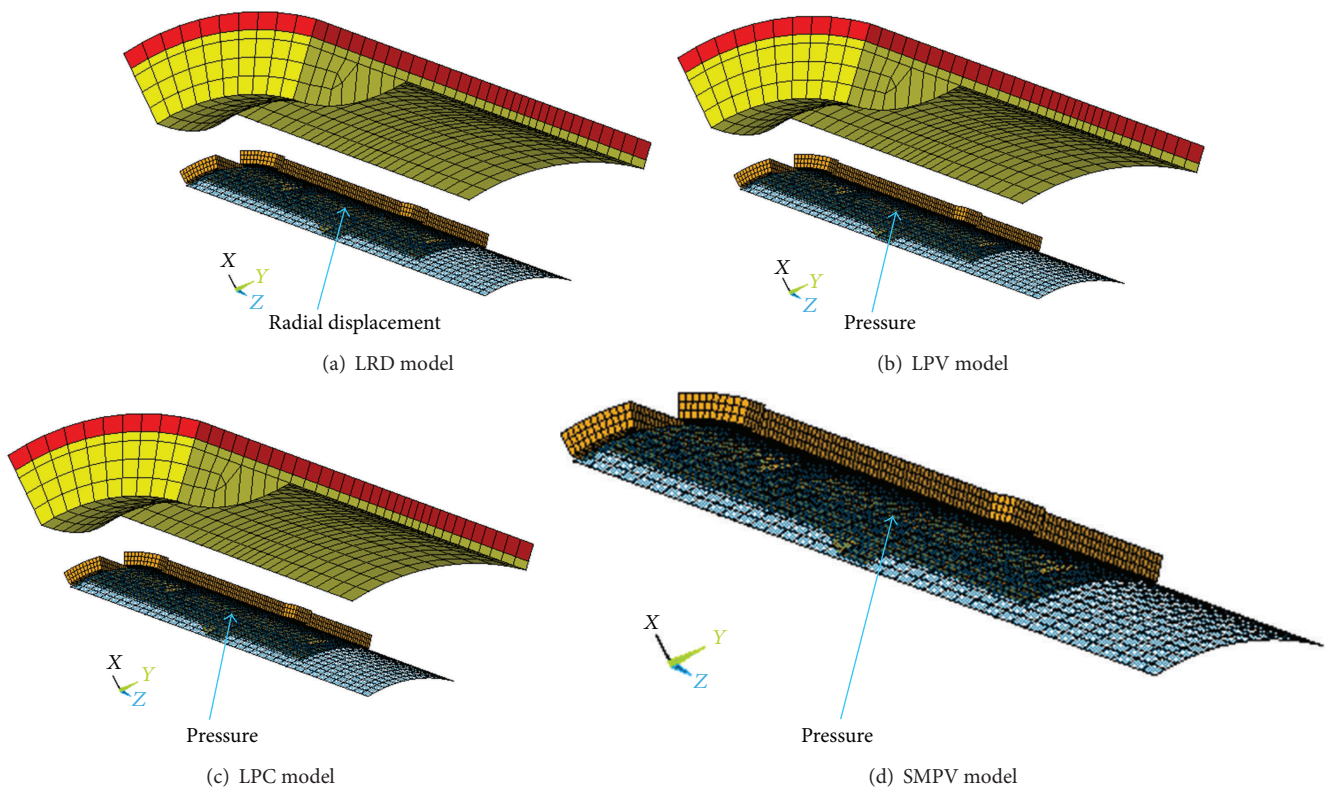 X
Y
Z
Radial displacement
(a) LRD model
X
Y
Z
Pressure
(b) LPV model
X
Y
Z
Pressure
(c) LPC model
X
Y
Z
Pressure
(d) SMPV model